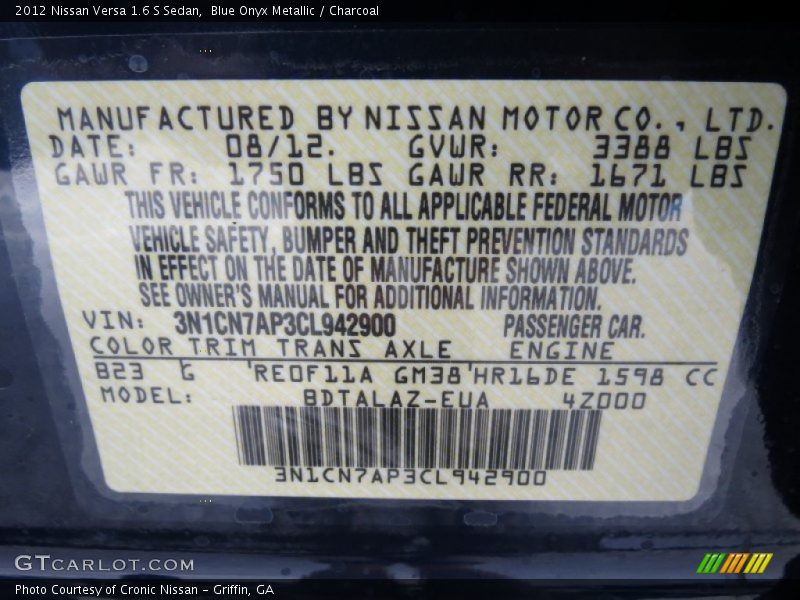 2012 Nissan Versa 1.6 S Sedan,  Blue Onyx Metallic / Charcoal
MANUFACTURED BY NISSAN MOTOR CO., LTD.
DATE: 08/12. GVWR: 3388 LBS
GAWR FR: 1750 LBS GAWR RR: 1671 LBS
THIS VEHICLE CONFORMS TO ALL APPLICABLE FEDERAL MOTOR
VEHICLE SAFETY, BUMPER AND THEFT PREVENTION STANDARDS
IN EFFECT ON THE DATE OF MANUFACTURE SHOWN ABOVE.
SEE OWNER'S MANUAL FOR ADDITIONAL INFORMATION.
VIN: 3N1CN7AP3CL942900 PASSENGER CAR.
COLOR TRIM TRANS AXLE ENGINE
B23 G 'RE0F11A GM38'HR16DE 1598 CC
MODEL: BDTALAZ-EUA 4Z000
3N1CN7AP3CL942900
GTCARLOT.COM
Photo Courtesy of Cronic Nissan - Griffin, GA